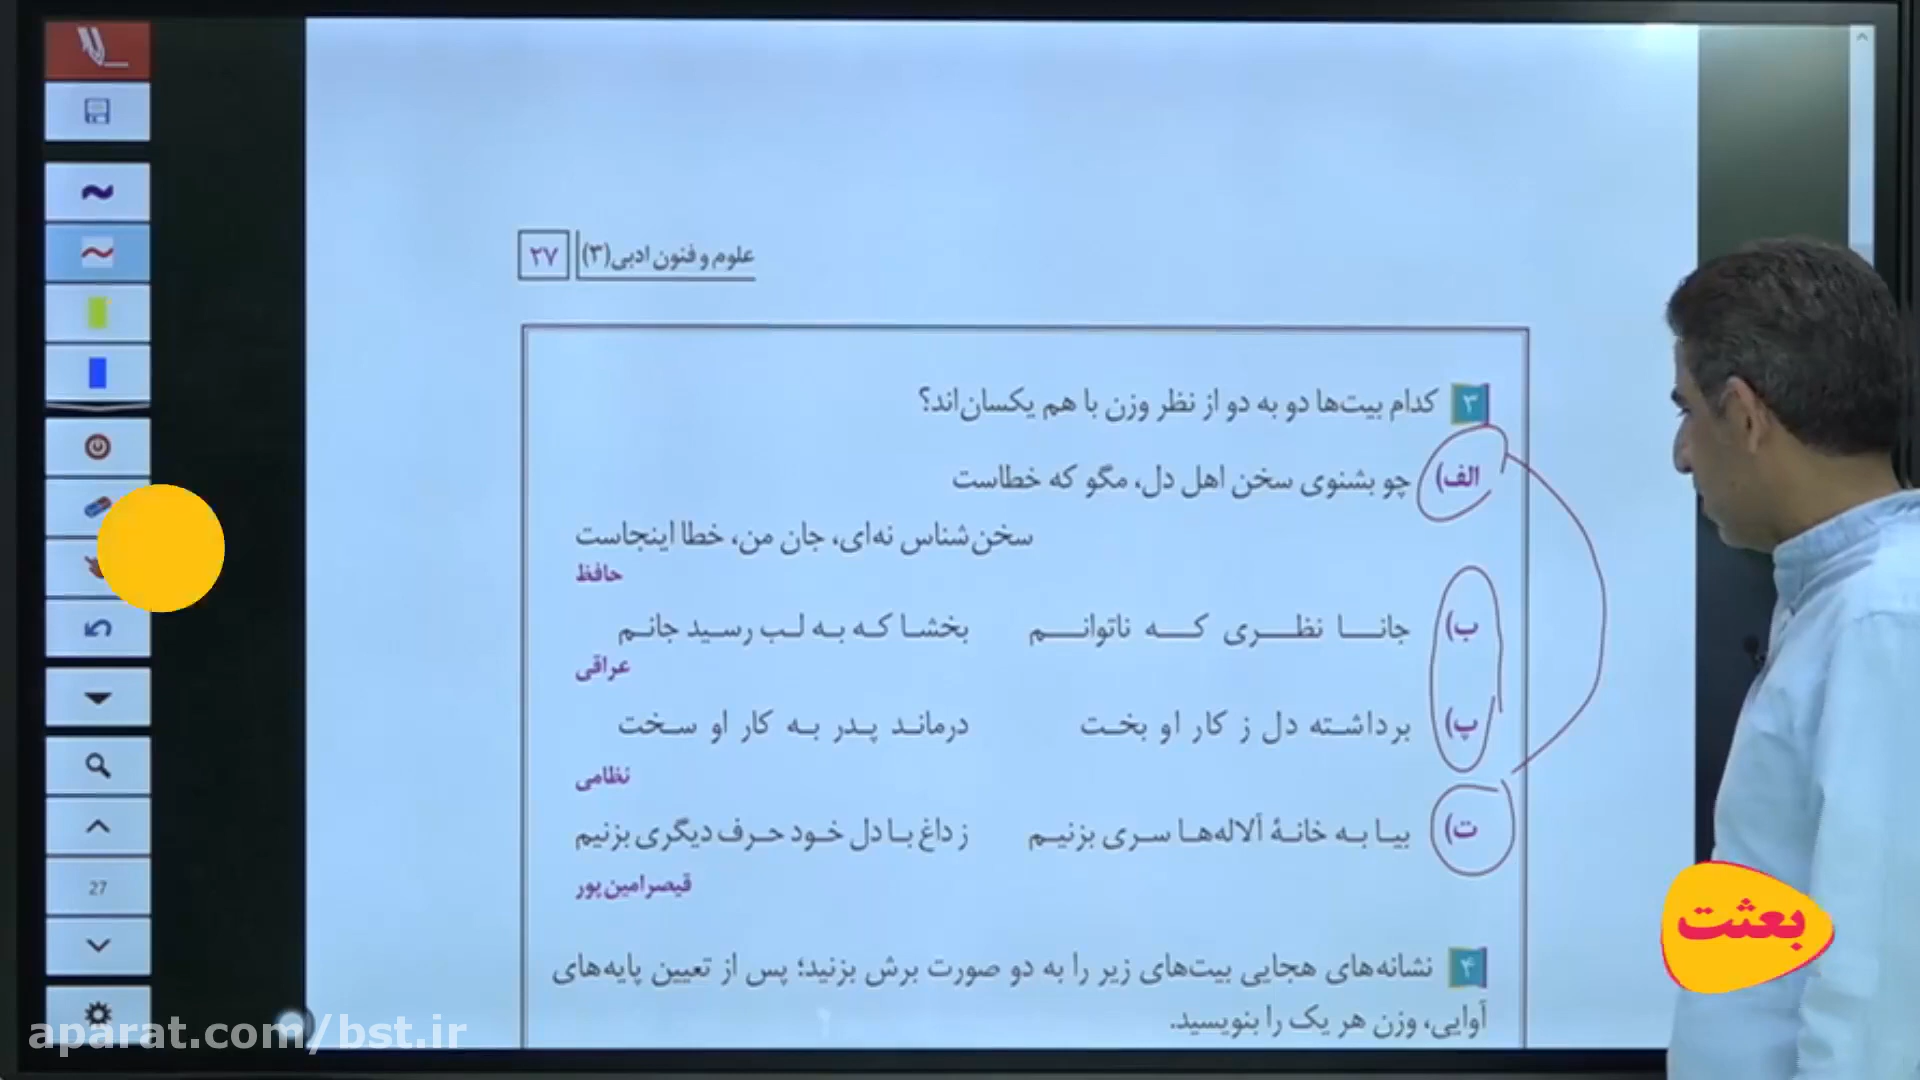 علوم و فنون ادبی(۳) ۲۷
۳ کدام بیت‌ها دو به دو از نظر وزن با هم یکسان‌اند؟
الف) چو بشنوی سخن اهل دل، مگو که خطاست
سخن‌شناس نه‌ای، جان من، خطا اینجاست
حافظ
ب) جانا نظری که ناتوانم بخشا که به لب رسید جانم
عراقی
پ) برداشته دل ز کار او بخت درماند پدر به کار او سخت
نظامی
ت) بیا به خانهٔ آلاله‌ها سری بزنیم ز داغ با دل خود حرف دیگری بزنیم
قیصرامین‌پور
۴ نشانه‌های هجایی بیت‌های زیر را به دو صورت برش بزنید؛ پس از تعیین پایه‌های
آوایی، وزن هر یک را بنویسید.
27
بعثت
aparat.com/bst.ir